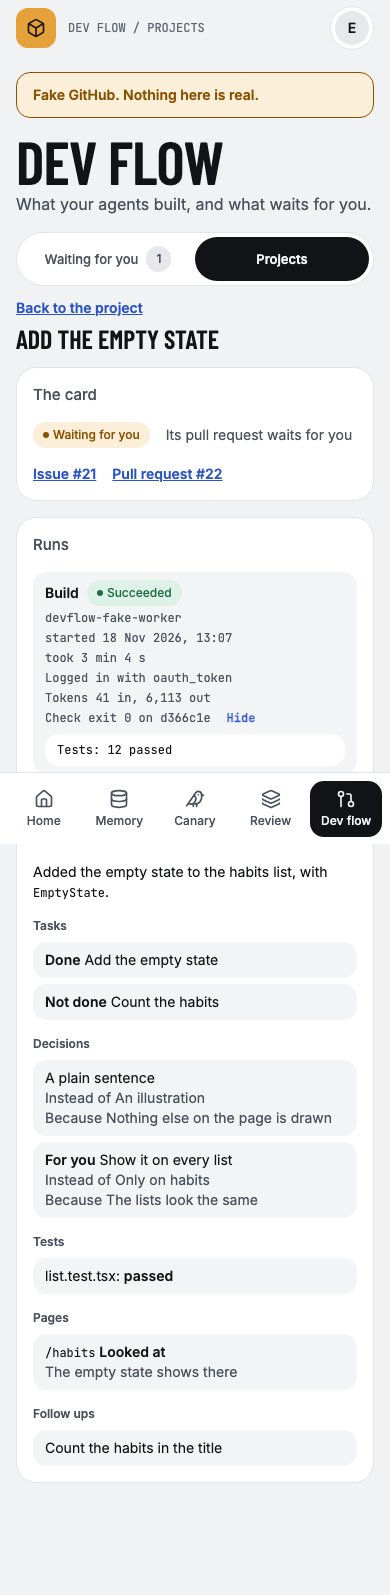 DEV FLOW / PROJECTS
E
Fake GitHub. Nothing here is real.
DEV FLOW
What your agents built, and what waits for you.
Waiting for you 1
Projects
Back to the project
ADD THE EMPTY STATE
The card
Waiting for you Its pull request waits for you
Issue #21 Pull request #22
Runs
Build Succeeded
devflow-fake-worker
started 18 Nov 2026, 13:07
took 3 min 4 s
Logged in with oauth_token
Tokens 41 in, 6,113 out
Check exit 0 on d366c1e Hide
Tests: 12 passed
Home Memory Canary Review Dev flow
Added the empty state to the habits list, with
EmptyState.
Tasks
Done Add the empty state
Not done Count the habits
Decisions
A plain sentence
Instead of An illustration
Because Nothing else on the page is drawn
For you Show it on every list
Instead of Only on habits
Because The lists look the same
Tests
list.test.tsx: passed
Pages
/habits Looked at
The empty state shows there
Follow ups
Count the habits in the title